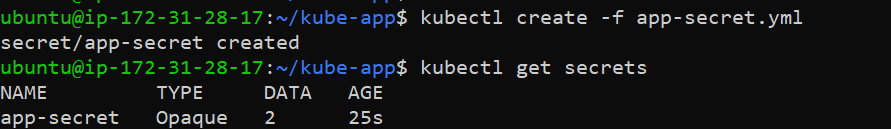 ubuntu@ip-172-31-28-17:~/kube-app$ kubectl create -f app-secret.yml
secret/app-secret created
ubuntu@ip-172-31-28-17:~/kube-app$ kubectl get secrets
NAME         TYPE     DATA   AGE
app-secret   Opaque   2      25s